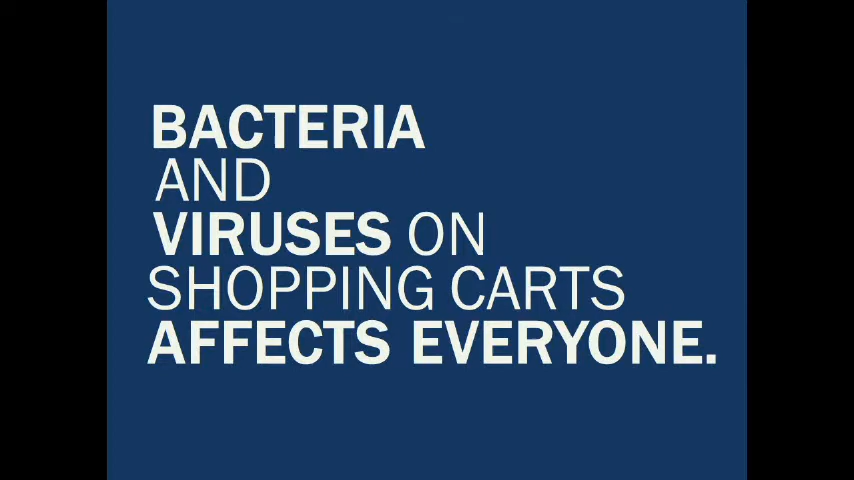 BACTERIA
AND
VIRUSES ON
SHOPPING CARTS
AFFECTS EVERYONE.